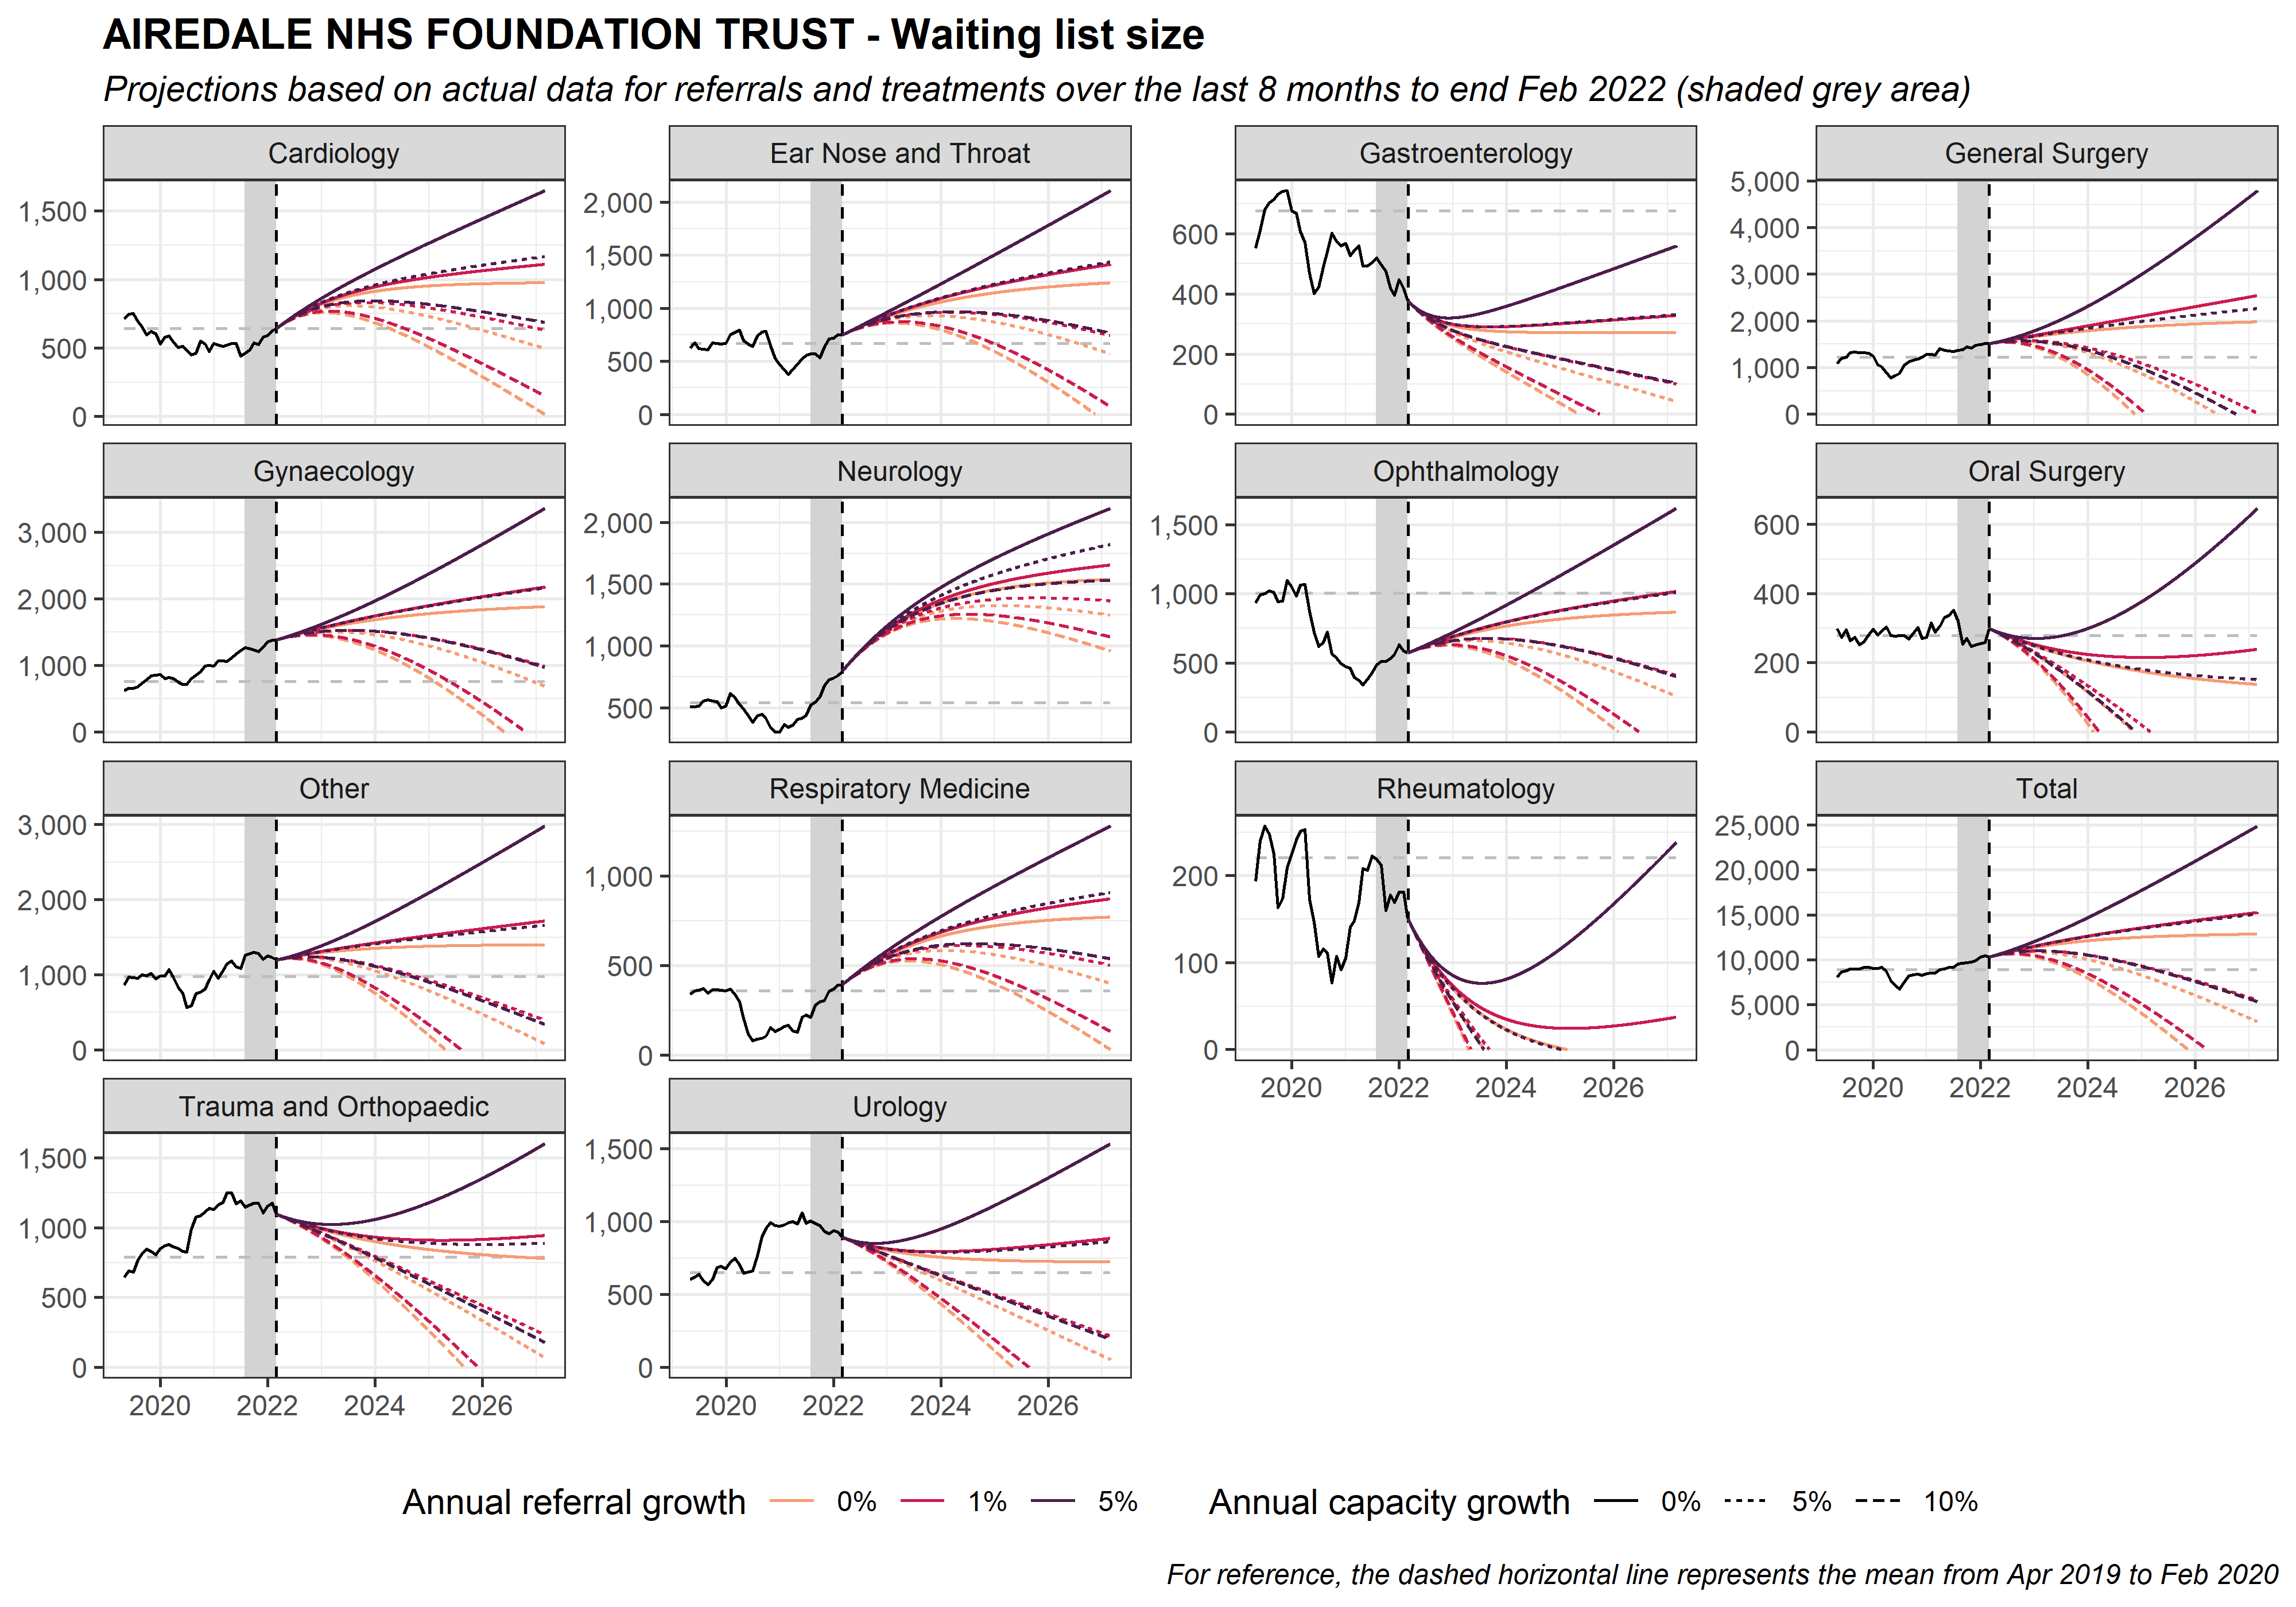 AIREDALE NHS FOUNDATION TRUST - Waiting list size
Projections based on actual data for referrals and treatments over the last 8 months to end Feb 2022 (shaded grey area)
Cardiology
1,500
1,000
500
0
Ear Nose and Throat
2,000
1,500
1,000
500
0
Gastroenterology
600
400
200
0
General Surgery
5,000
4,000
3,000
2,000
1,000
0
Gynaecology
3,000
2,000
1,000
0
Neurology
2,000
1,500
1,000
500
Ophthalmology
1,500
1,000
500
0
Oral Surgery
600
400
200
0
Other
3,000
2,000
1,000
0
Respiratory Medicine
1,000
500
0
Rheumatology
200
100
0
2020 2022 2024 2026
Total
25,000
20,000
15,000
10,000
5,000
0
2020 2022 2024 2026
Trauma and Orthopaedic
1,500
1,000
500
0
2020 2022 2024 2026
Urology
1,500
1,000
500
0
2020 2022 2024 2026
Annual referral growth 0% 1% 5%
Annual capacity growth 0% 5% 10%
For reference, the dashed horizontal line represents the mean from Apr 2019 to Feb 2020